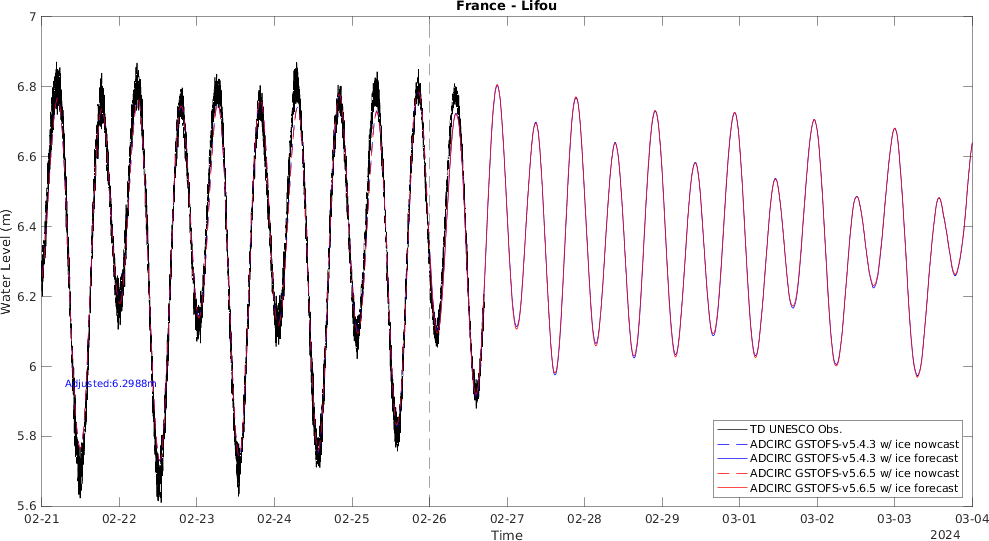 France - Lifou
7
6.8
6.6
6.4
6.2
6
5.8
5.6
Water Level (m)
Adjusted:6.2988m
TD UNESCO Obs.
ADCIRC GSTOFS-v5.4.3 w/ ice nowcast
ADCIRC GSTOFS-v5.4.3 w/ ice forecast
ADCIRC GSTOFS-v5.6.5 w/ ice nowcast
ADCIRC GSTOFS-v5.6.5 w/ ice forecast
02-21 02-22 02-23 02-24 02-25 02-26 02-27 02-28 02-29 03-01 03-02 03-03 03-04
Time
2024